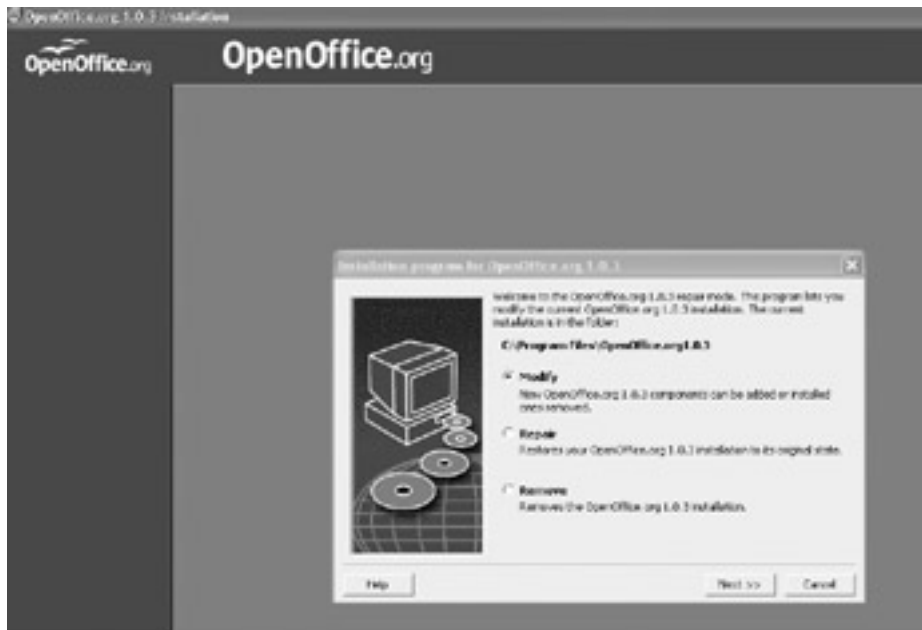 OpenOffice.org 1.0.3 Installation
OpenOffice.org
OpenOffice.org
Installation program for OpenOffice.org 1.0.3
Welcome to the OpenOffice.org 1.0.3 repair mode. The program lets you
modify the current OpenOffice.org 1.0.3 installation. The current
installation is in the folder:
C:\Program Files\OpenOffice.org1.0.3
Modify
New OpenOffice.org 1.0.3 components can be added or installed
ones removed.
Repair
Restores your OpenOffice.org 1.0.3 installation to its original state.
Remove
Removes the OpenOffice.org 1.0.3 installation.
Help
Next >>
Cancel